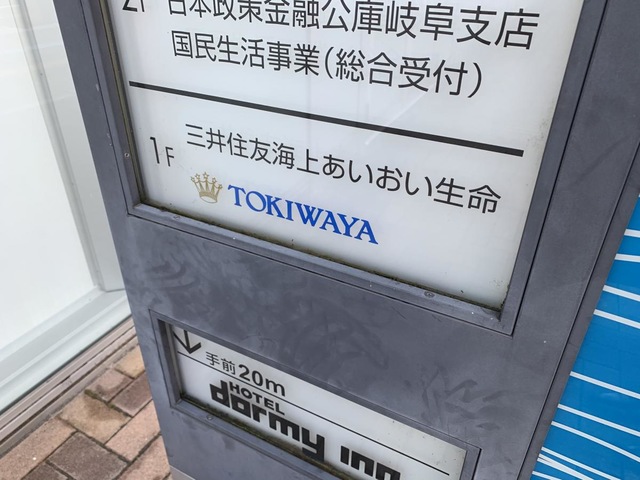 2F 日本政策金融公庫岐阜支店
国民生活事業(総合受付)
1F 三井住友海上あいおい生命
TOKIWAYA
手前20m
HOTEL
dormy inn